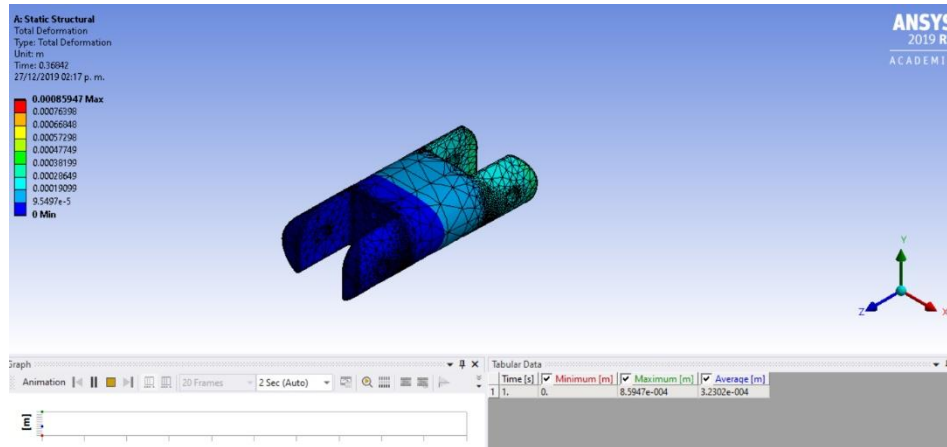 A: Static Structural
Total Deformation
Type: Total Deformation
Unit: m
Time: 0.36842
27/12/2019 02:17 p. m.
0.00085947 Max
0.00076398
0.00066848
0.00057298
0.00047749
0.00038199
0.00028649
0.00019099
9.5497e-5
0 Min
ANSYS
2019 R
ACADEMI
Y
Z
X
Graph
Animation
20 Frames
2 Sec (Auto)
[m]
Tabular Data
Time [s] Minimum [m] Maximum [m] Average [m]
1 1, 0, 8.5947e-004 3.2302e-004